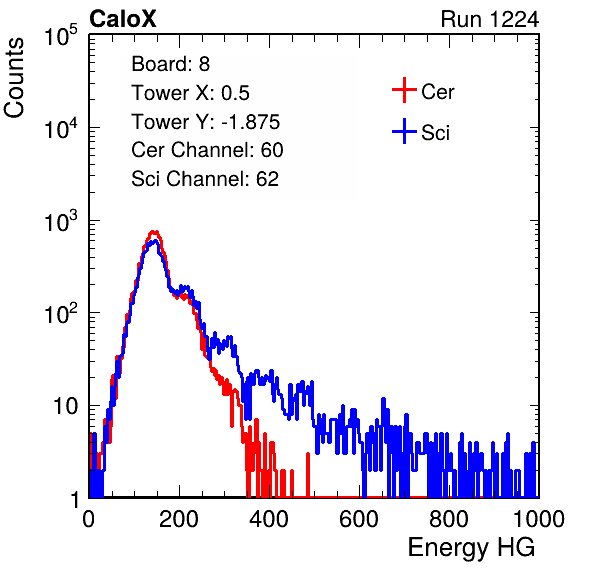 CaloX Run 1224
Counts
10^5
10^4
10^3
10^2
10
1
Board: 8
Tower X: 0.5
Tower Y: -1.875
Cer Channel: 60
Sci Channel: 62
Cer
Sci
0 200 400 600 800 1000
Energy HG